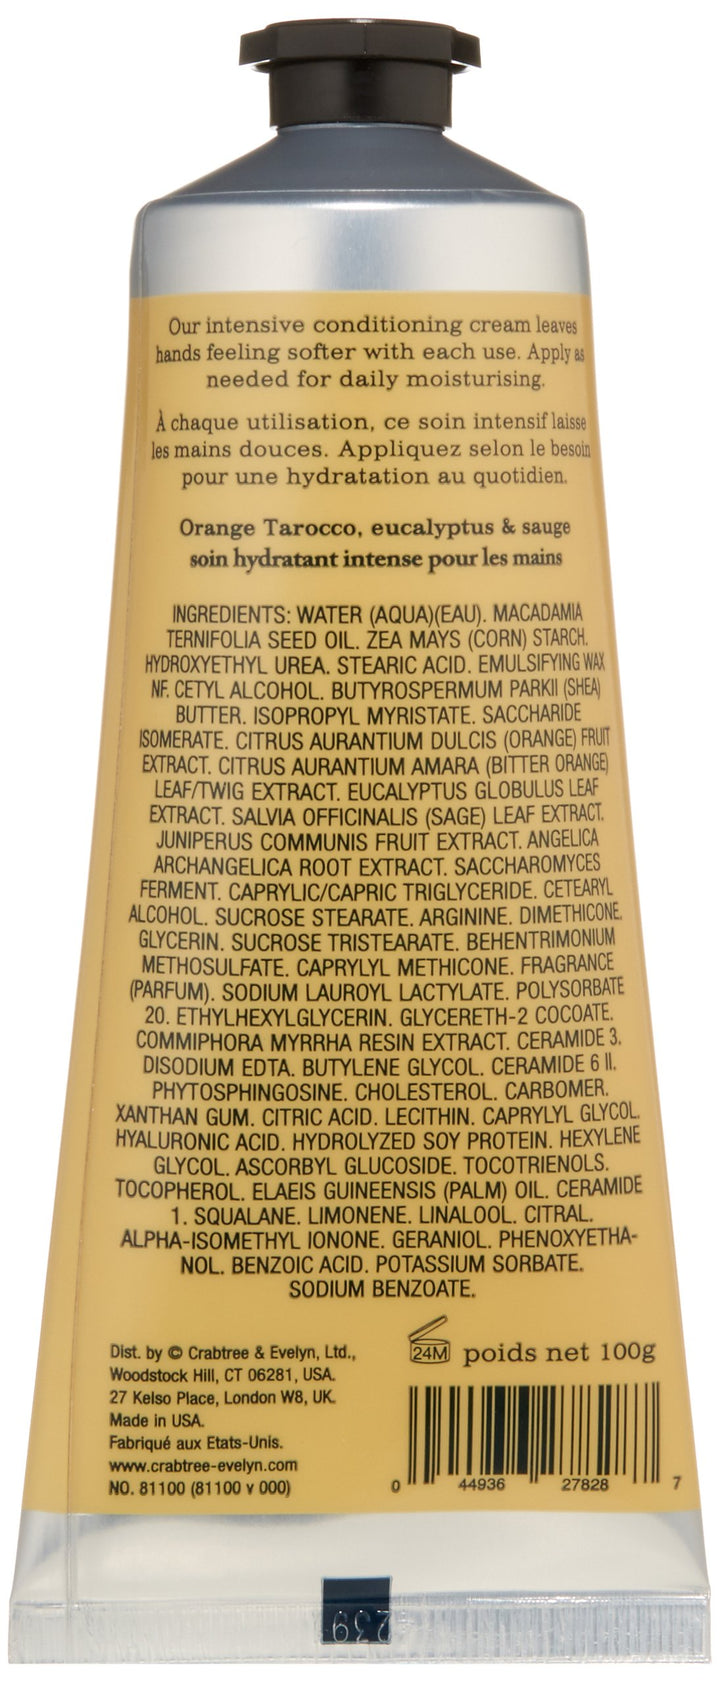 Our intensive conditioning cream leaves
hands feeling softer with each use. Apply as
needed for daily moisturising.
À chaque utilisation, ce soin intensif laisse
les mains douces. Appliquez selon le besoin
pour une hydratation au quotidien.
Orange Tarocco, eucalyptus & sauge
soin hydratant intense pour les mains
INGREDIENTS: WATER (AQUA)(EAU). MACADAMIA
TERNIFOLIA SEED OIL. ZEA MAYS (CORN) STARCH.
HYDROXYETHYL UREA. STEARIC ACID. EMULSIFYING WAX
NF. CETYL ALCOHOL. BUTYROSPERMUM PARKII (SHEA)
BUTTER. ISOPROPYL MYRISTATE. SACCHARIDE
ISOMERATE. CITRUS AURANTIUM DULCIS (ORANGE) FRUIT
EXTRACT. CITRUS AURANTIUM AMARA (BITTER ORANGE)
LEAF/TWIG EXTRACT. EUCALYPTUS GLOBULUS LEAF
EXTRACT. SALVIA OFFICINALIS (SAGE) LEAF EXTRACT.
JUNIPERUS COMMUNIS FRUIT EXTRACT. ANGELICA
ARCHANGELICA ROOT EXTRACT. SACCHAROMYCES
FERMENT. CAPRYLIC/CAPRIC TRIGLYCERIDE. CETEARYL
ALCOHOL. SUCROSE STEARATE. ARGININE. DIMETHICONE.
GLYCERIN. SUCROSE TRISTEARATE. BEHENTRIMONIUM
METHOSULFATE. CAPRYLYL METHICONE. FRAGRANCE
(PARFUM). SODIUM LAUROYL LACTYLATE. POLYSORBATE
20. ETHYLHEXYLGLYCERIN. GLYCERETH-2 COCOATE.
COMMIPHORA MYRRHA RESIN EXTRACT. CERAMIDE 3.
DISODIUM EDTA. BUTYLENE GLYCOL. CERAMIDE 6 II.
PHYTOSPHINGOSINE. CHOLESTEROL. CARBOMER.
XANTHAN GUM. CITRIC ACID. LECITHIN. CAPRYLYL GLYCOL.
HYALURONIC ACID. HYDROLYZED SOY PROTEIN. HEXYLENE
GLYCOL. ASCORBYL GLUCOSIDE. TOCOTRIENOLS.
TOCOPHEROL. ELAEIS GUINEENSIS (PALM) OIL. CERAMIDE
1. SQUALANE. LIMONENE. LINALOOL. CITRAL.
ALPHA-ISOMETHYL IONONE. GERANIOL. PHENOXYETHA-
NOL. BENZOIC ACID. POTASSIUM SORBATE.
SODIUM BENZOATE.
Dist. by © Crabtree & Evelyn, Ltd.,
Woodstock Hill, CT 06281, USA.
27 Kelso Place, London W8, UK.
Made in USA.
Fabriqué aux Etats-Unis.
www.crabtree-evelyn.com
NO. 81100 (81100 v 000)
24M poids net 100g
0 44936 27828 7